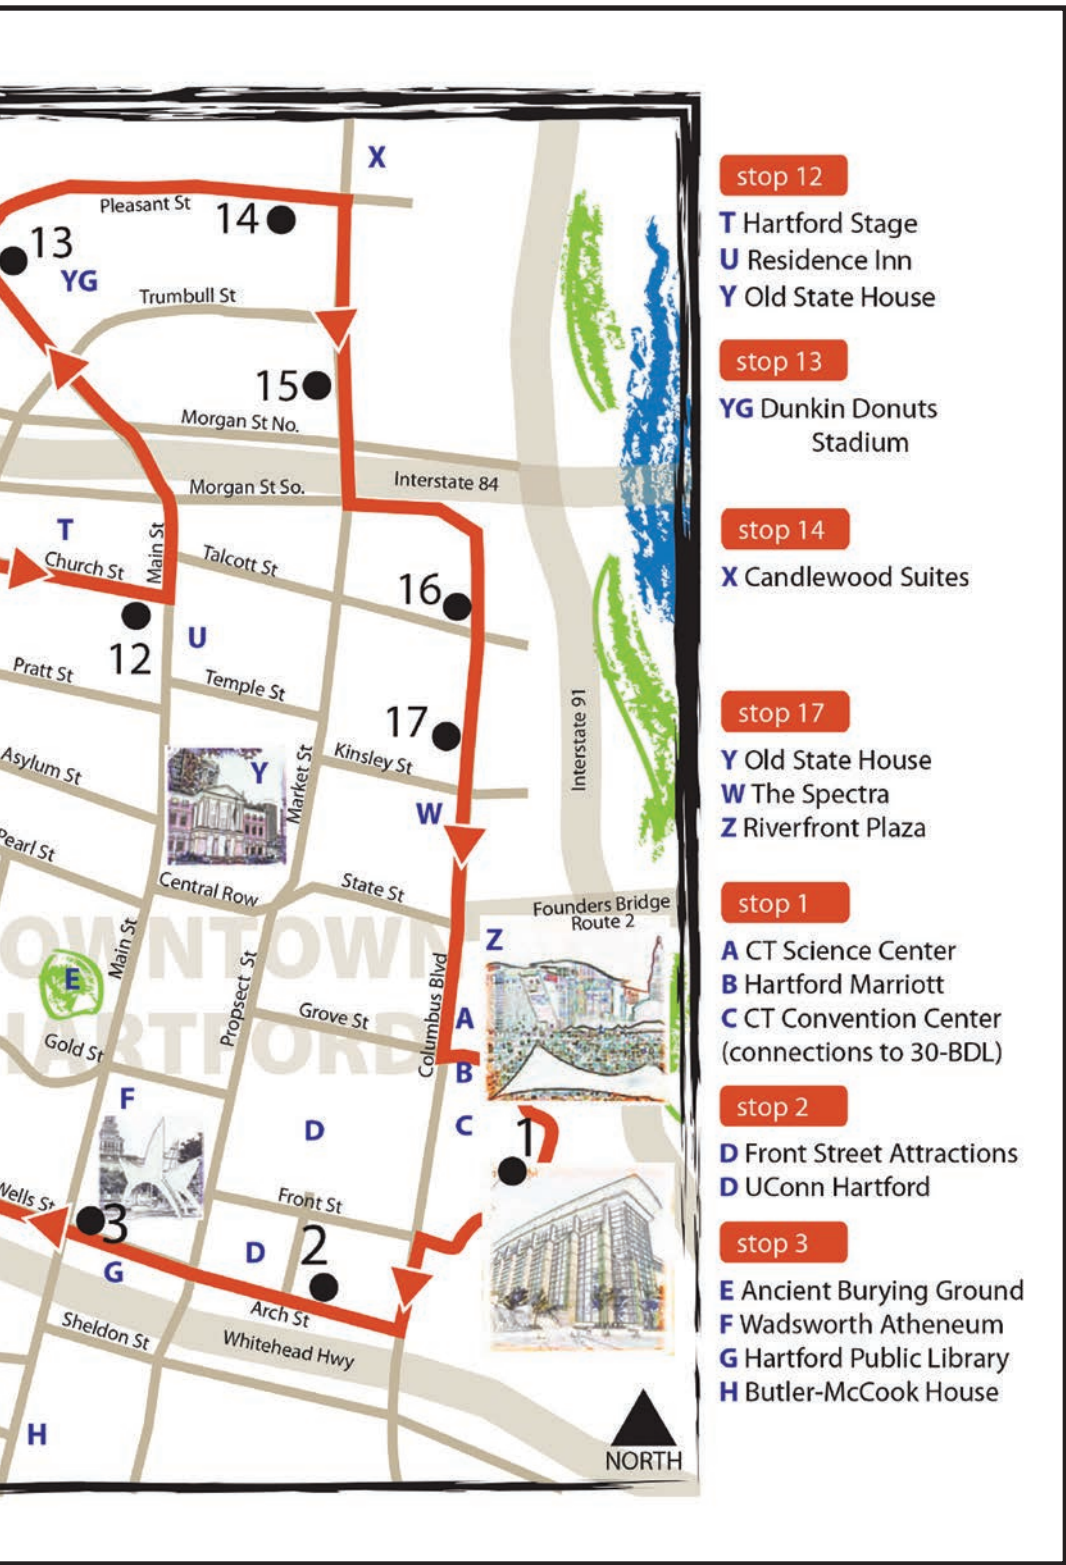 X
Pleasant St
14
13
YG
Trumbull St
15
Morgan St No.
Interstate 84
Morgan St So.
T
Church St
Main St
Talcott St
16
12
U
Pratt St
Temple St
17
Asylum St
Y
Market St
Kinsley St
W
Interstate 91
Pearl St
Central Row
State St
Founders Bridge
Route 2
OWNTOWN
HARTFORD
E
Main St
Propsect St
Columbus Blvd
Z
A
Grove St
Gold St
B
F
D
C
1
Wells St
3
Front St
2
D
G
Arch St
Sheldon St
Whitehead Hwy
H
NORTH
stop 12
T Hartford Stage
U Residence Inn
Y Old State House
stop 13
YG Dunkin Donuts
Stadium
stop 14
X Candlewood Suites
stop 17
Y Old State House
W The Spectra
Z Riverfront Plaza
stop 1
A CT Science Center
B Hartford Marriott
C CT Convention Center
(connections to 30-BDL)
stop 2
D Front Street Attractions
D UConn Hartford
stop 3
E Ancient Burying Ground
F Wadsworth Atheneum
G Hartford Public Library
H Butler-McCook House